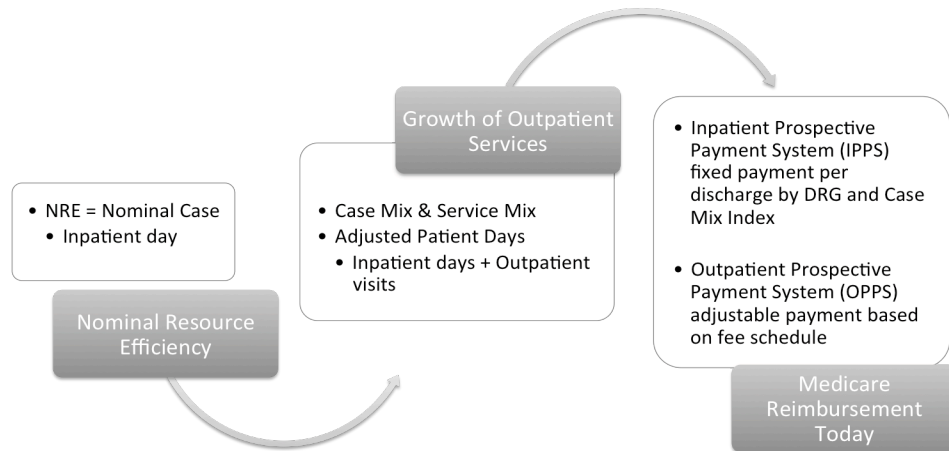 • NRE = Nominal Case
• Inpatient day
Nominal Resource
Efficiency
Growth of Outpatient
Services
• Case Mix & Service Mix
• Adjusted Patient Days
• Inpatient days + Outpatient
visits
• Inpatient Prospective
Payment System (IPPS)
fixed payment per
discharge by DRG and Case
Mix Index
• Outpatient Prospective
Payment System (OPPS)
adjustable payment based
on fee schedule
Medicare
Reimbursement
Today